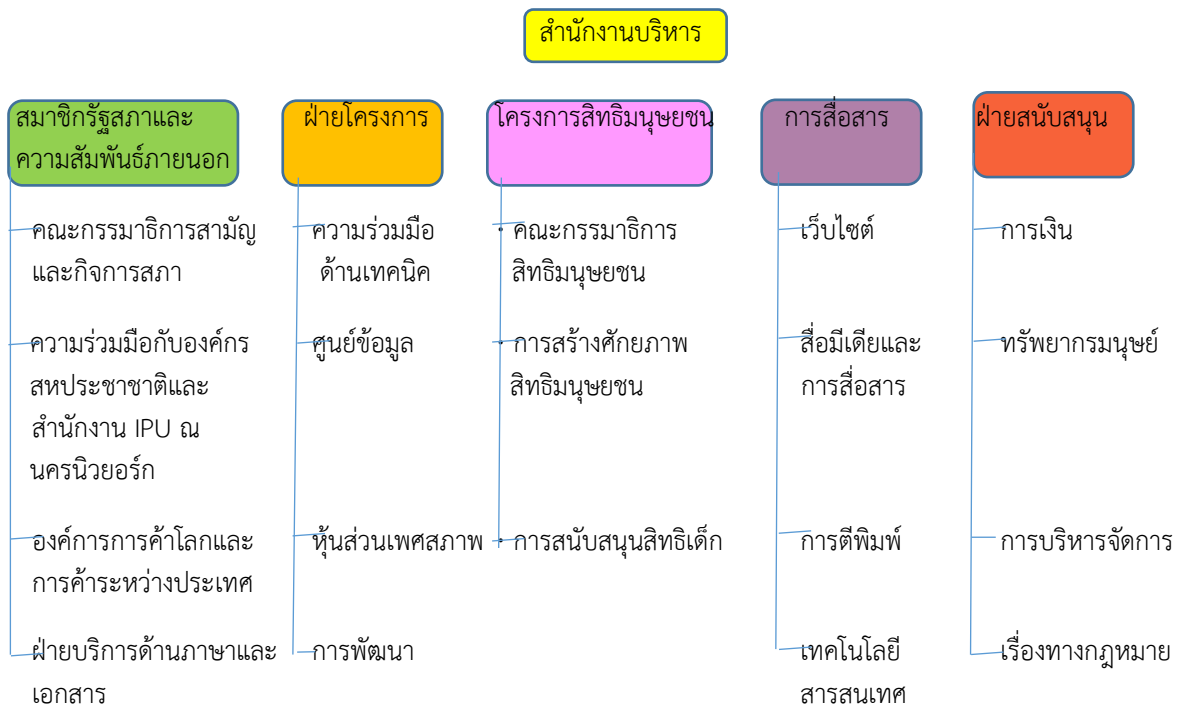 สำนักงานบริหาร
สมาชิกรัฐสภาและ
ความสัมพันธ์ภายนอก
คณะกรรมาธิการสามัญ
และกิจการสภา
ความร่วมมือกับองค์กร
สหประชาชาติและ
สำนักงาน IPU ณ
นครนิวยอร์ก
องค์การการค้าโลกและ
การค้าระหว่างประเทศ
ฝ่ายบริการด้านภาษาและ
เอกสาร
ฝ่ายโครงการ
ความร่วมมือ
ด้านเทคนิค
ศูนย์ข้อมูล
หุ้นส่วนเพศสภาพ
การพัฒนา
โครงการสิทธิมนุษยชน
• คณะกรรมาธิการ
สิทธิมนุษยชน
• การสร้างศักยภาพ
สิทธิมนุษยชน
• การสนับสนุนสิทธิเด็ก
การสื่อสาร
เว็บไซต์
สื่อมีเดียและ
การสื่อสาร
การตีพิมพ์
เทคโนโลยี
สารสนเทศ
ฝ่ายสนับสนุน
การเงิน
ทรัพยากรมนุษย์
การบริหารจัดการ
เรื่องทางกฎหมาย